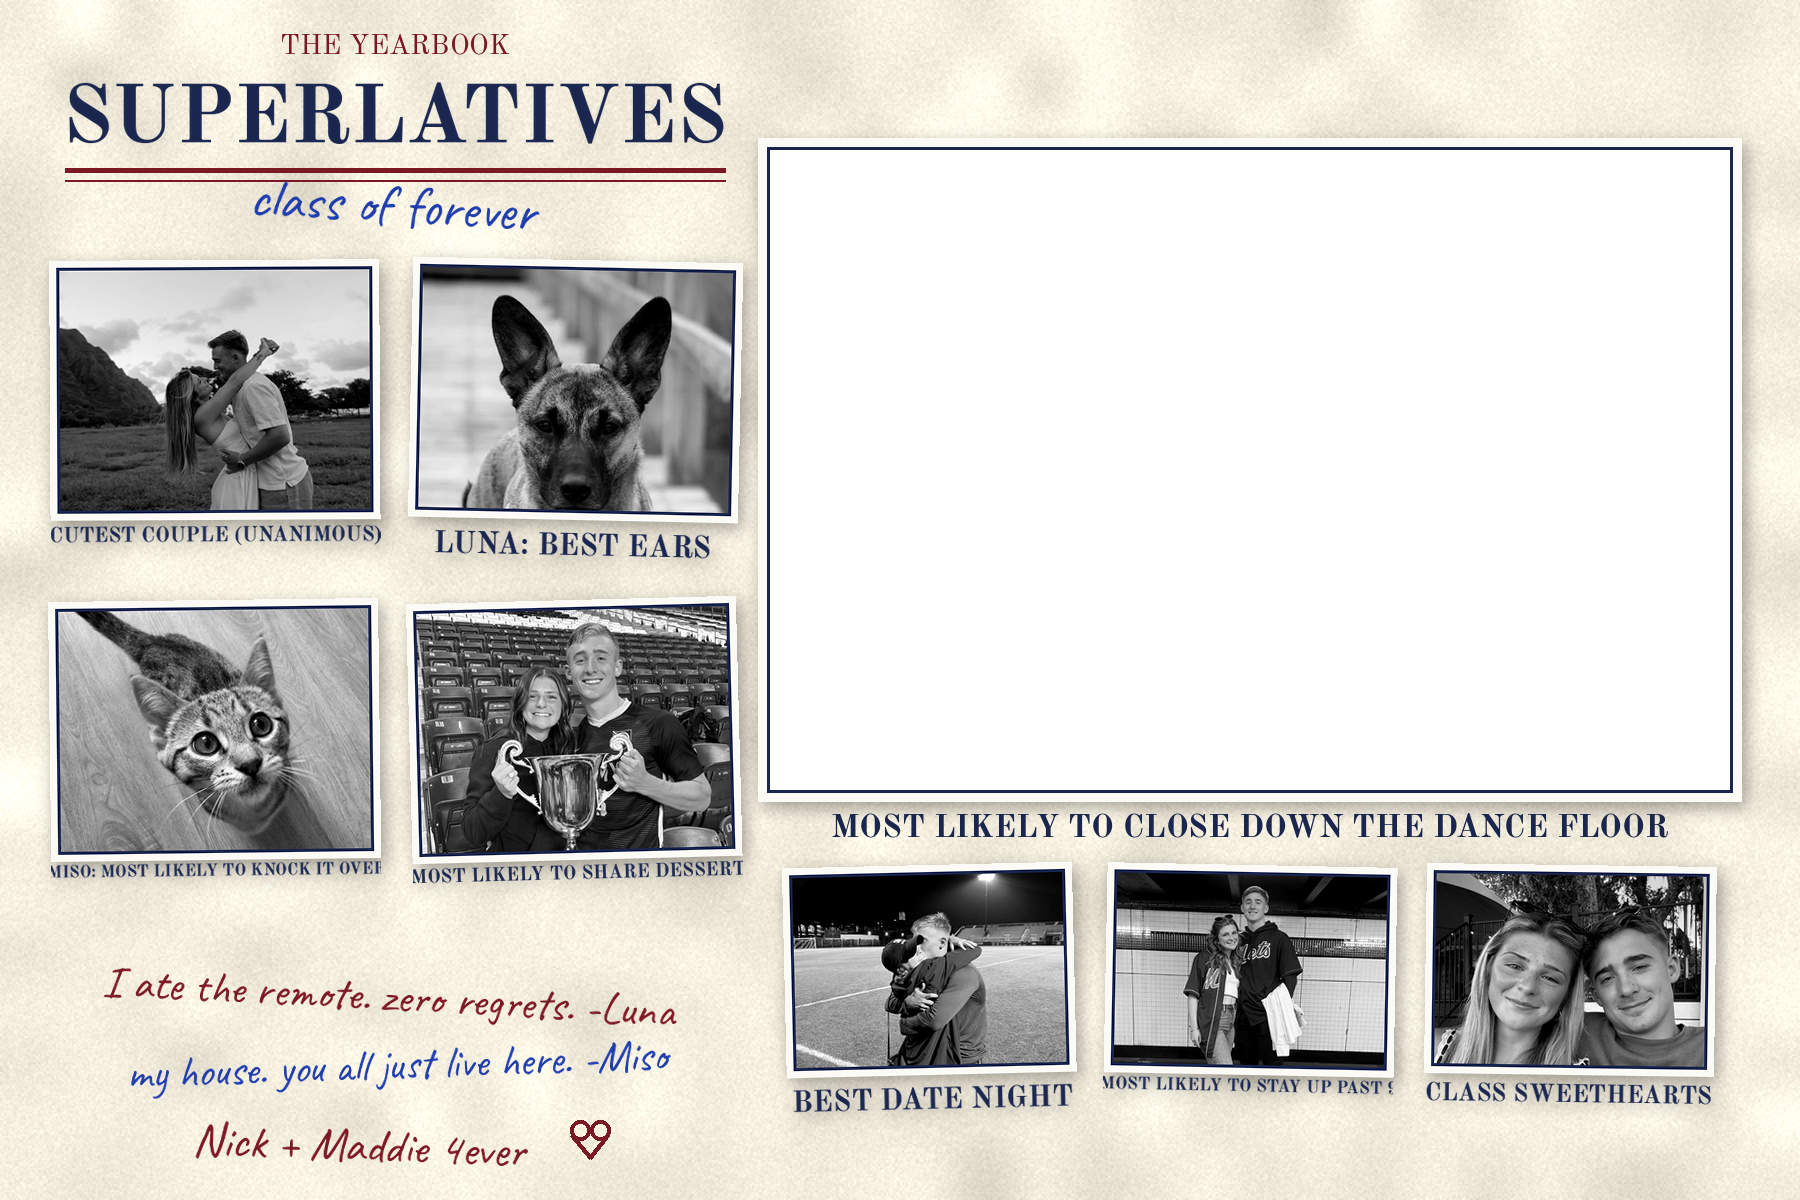 THE YEARBOOK
SUPERLATIVES
class of forever
CUTEST COUPLE (UNANIMOUS)
LUNA: BEST EARS
MISO: MOST LIKELY TO KNOCK IT OVER
MOST LIKELY TO SHARE DESSERT
I ate the remote. zero regrets. -Luna
my house. you all just live here. -Miso
Nick + Maddie 4ever
MOST LIKELY TO CLOSE DOWN THE DANCE FLOOR
BEST DATE NIGHT
MOST LIKELY TO STAY UP PAST
CLASS SWEETHEARTS